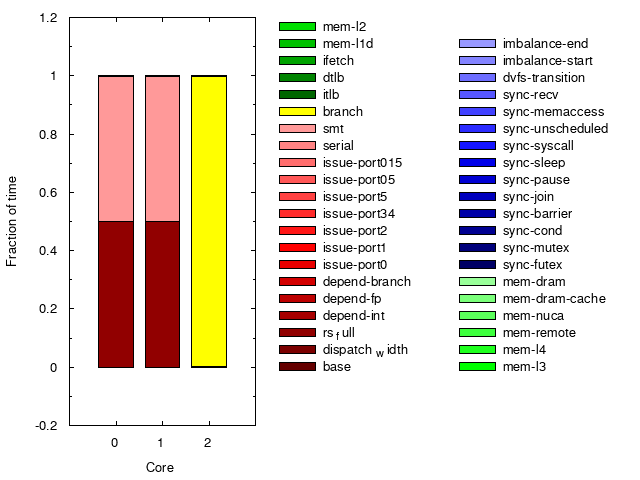 1.2
1
0.8
0.6
0.4
0.2
0
-0.2
Fraction of time
0 1 2
Core
mem-l2
mem-l1d
ifetch
dtlb
itlb
branch
smt
serial
issue-port015
issue-port05
issue-port5
issue-port34
issue-port2
issue-port1
issue-port0
depend-branch
depend-fp
depend-int
rsfull
dispatchwidth
base
imbalance-end
imbalance-start
dvfs-transition
sync-recv
sync-memaccess
sync-unscheduled
sync-syscall
sync-sleep
sync-pause
sync-join
sync-barrier
sync-cond
sync-mutex
sync-futex
mem-dram
mem-dram-cache
mem-nuca
mem-remote
mem-l4
mem-l3